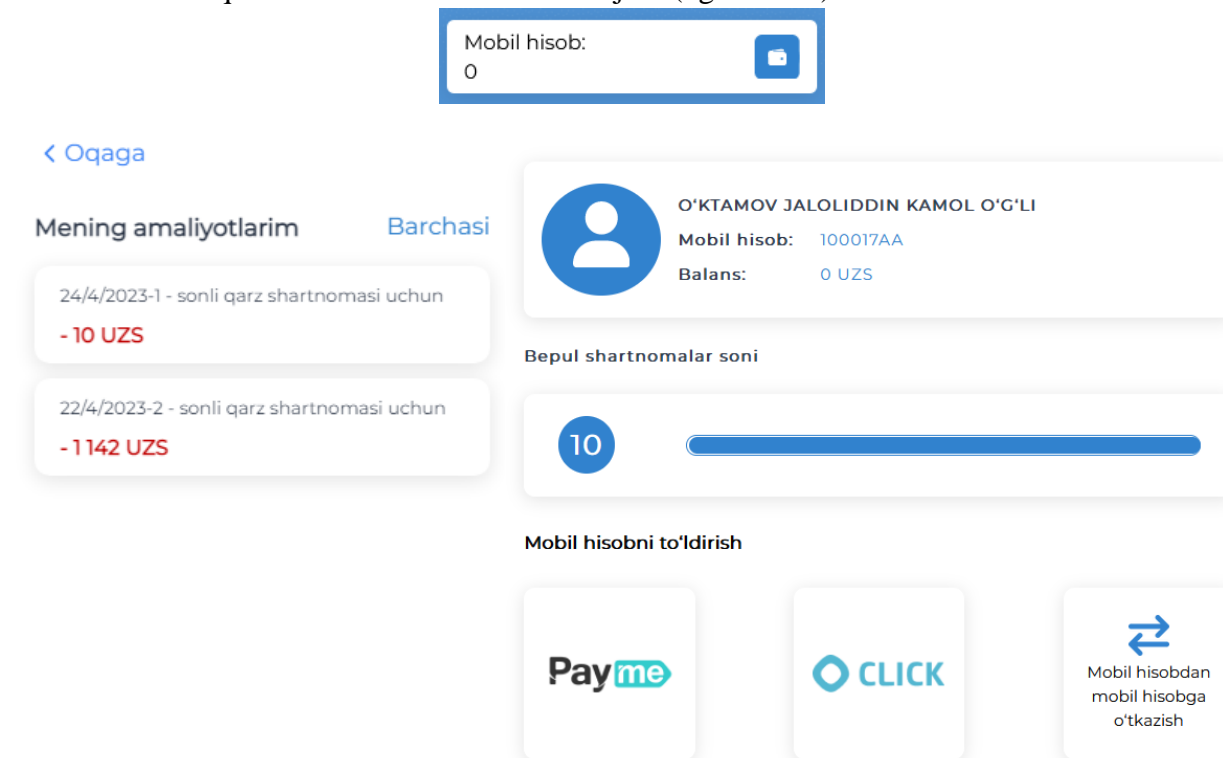 Mobil hisob:
0
Oqaga
Mening amaliyotlarim
Barchasi
24/4/2023-1 - sonli qarz shartnomasi uchun
- 10 UZS
22/4/2023-2 - sonli qarz shartnomasi uchun
- 1 142 UZS
O‘KTAMOV JALOLIDDIN KAMOL O‘G‘LI
Mobil hisob: 100017AA
Balans: 0 UZS
Bepul shartnomalar soni
10
Mobil hisobni to‘ldirish
Payme
CLICK
Mobil hisobdan
mobil hisobga
o‘tkazish